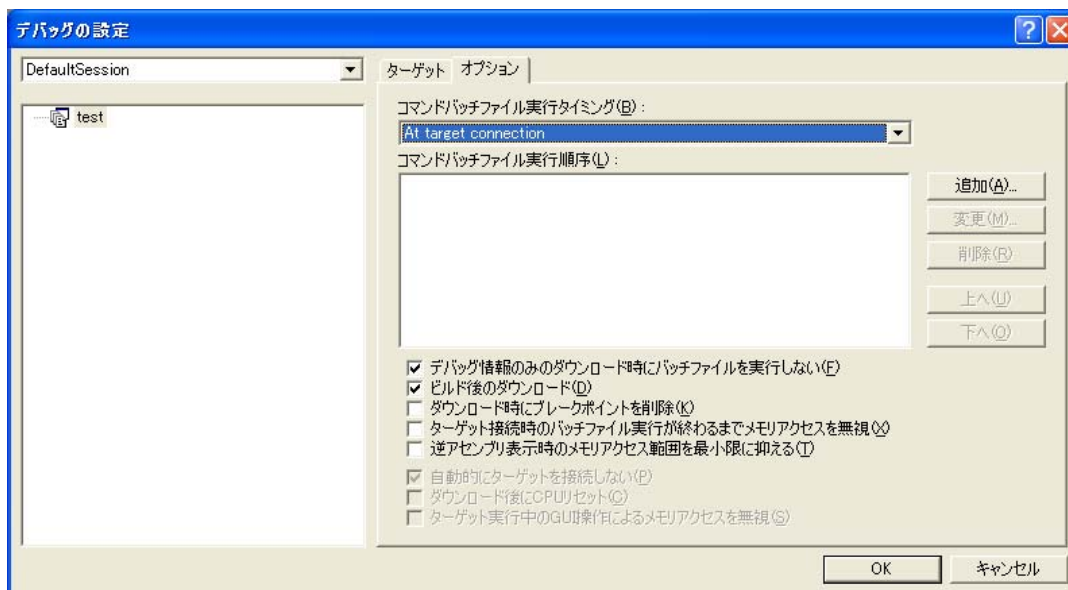 デバッグの設定
DefaultSession
test
ターゲット オプション
コマンドバッチファイル実行タイミング(B) :
At target connection
コマンドバッチファイル実行順序(L) :
追加(A)...
変更(M)...
削除(R)
上へ(U)
下へ(O)
デバッグ情報のみのダウンロード時にバッチファイルを実行しない(F)
ビルド後のダウンロード(D)
ダウンロード時にブレークポイントを削除(K)
ターゲット接続時のバッチファイル実行が終わるまでメモリアクセスを無視(X)
逆アセンブリ表示時のメモリアクセス範囲を最小限に抑える(T)
自動的にターゲットを接続しない(P)
ダウンロード後にCPUリセット(C)
ターゲット実行中のGUI操作によるメモリアクセスを無視(S)
OK キャンセル